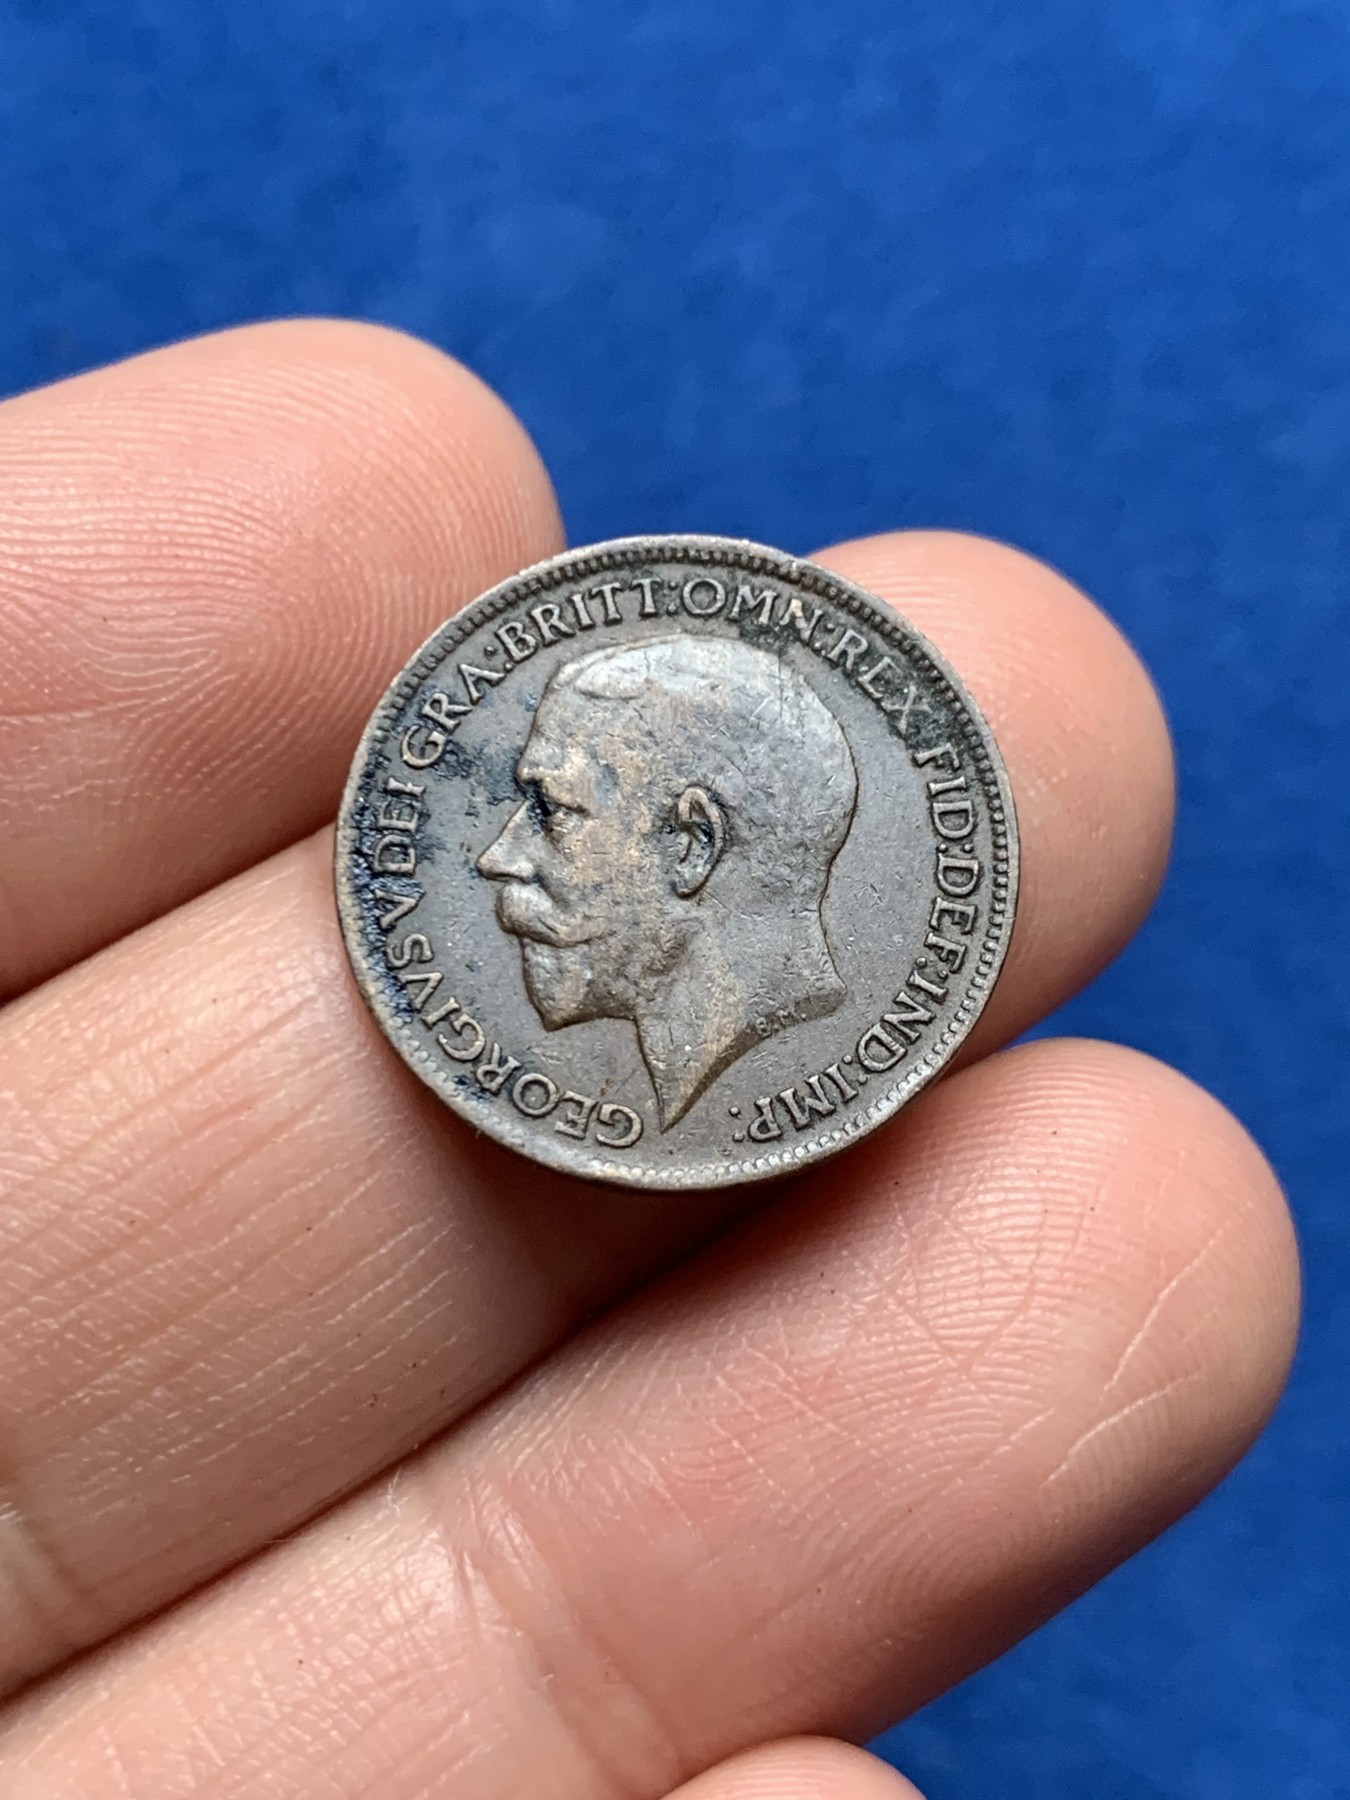 GEORGIVS V DEI GRA:BRITT:OMN:REX FID:DEF:IND:IMP:
B.M.